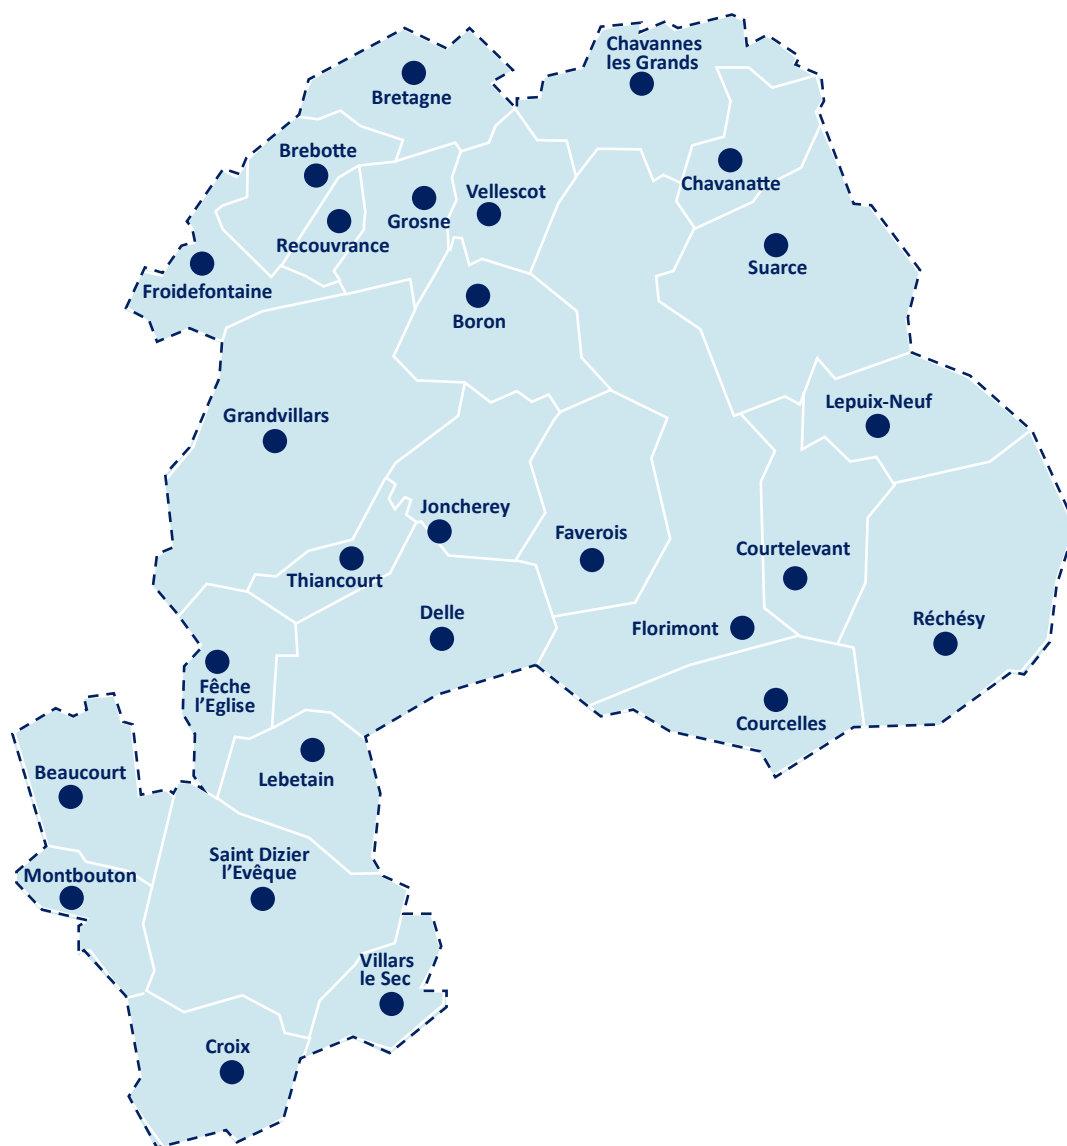 Chavannes
les Grands
Bretagne
Brebotte
Chavanatte
Vellescot
Grosne
Recouvrance
Suarce
Froidefontaine
Boron
Lepuix-Neuf
Grandvillars
Joncherey
Faverois
Courtelevant
Thiancourt
Delle
Florimont
Réchésy
Fêche
l’Eglise
Courcelles
Beaucourt
Lebetain
Saint Dizier
l’Evêque
Montbouton
Villars
le Sec
Croix